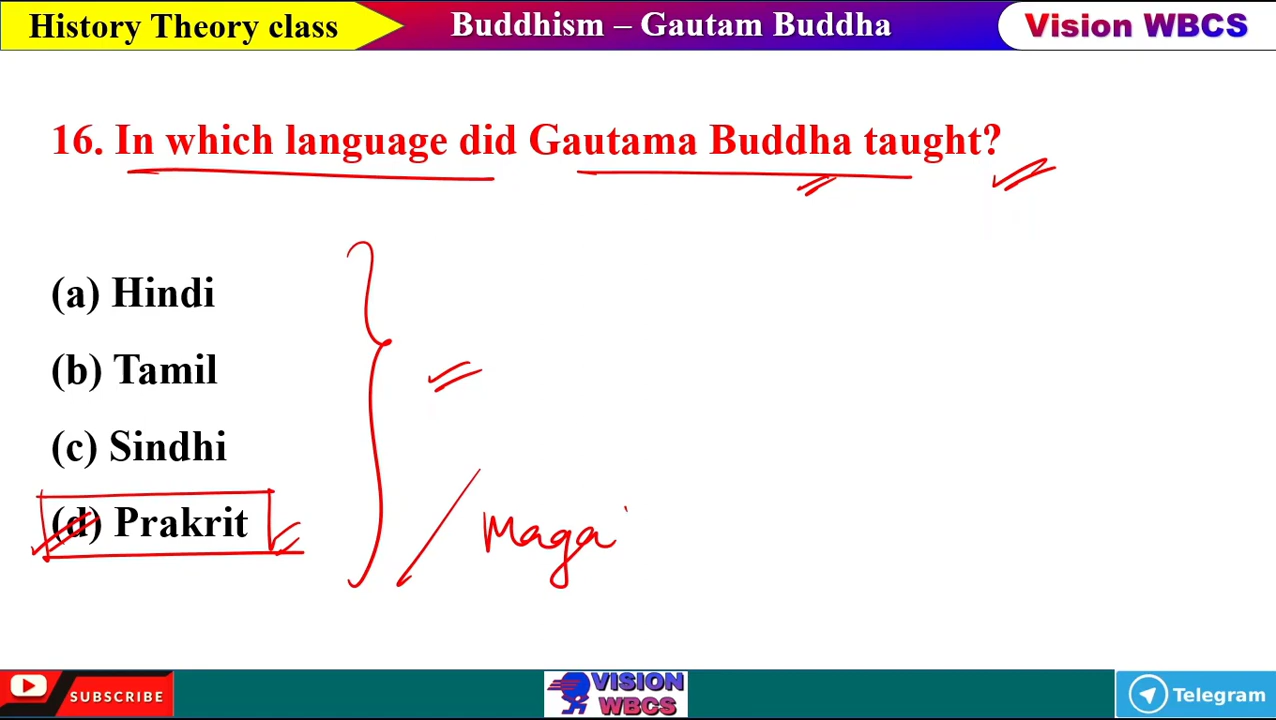 History Theory class
Buddhism – Gautam Buddha
Vision WBCS
16. In which language did Gautama Buddha taught?
(a) Hindi
(b) Tamil
(c) Sindhi
(d) Prakrit
Magai
SUBSCRIBE
VISION
WBCS
Telegram